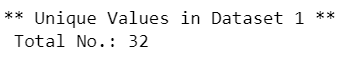 ** Unique Values in Dataset 1 **
Total No.: 32